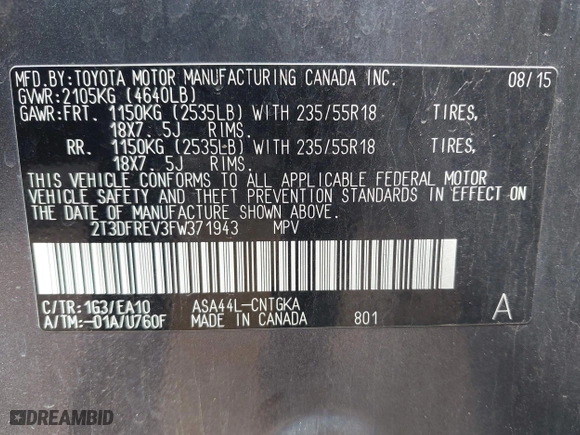 MFD.BY:TOYOTA MOTOR MANUFACTURING CANADA INC. 08/15
GVWR:2105KG (4640LB)
GAWR:FRT. 1150KG (2535LB) WITH 235/55R18 TIRES,
18X7.5J RIMS.
RR. 1150KG (2535LB) WITH 235/55R18 TIRES,
18X7.5J RIMS.
THIS VEHICLE CONFORMS TO ALL APPLICABLE FEDERAL MOTOR
VEHICLE SAFETY AND THEFT PREVENTION STANDARDS IN EFFECT ON
THE DATE OF MANUFACTURE SHOWN ABOVE.
2T3DFREV3FW371943 MPV
C/TR:1G3/EA10 ASA44L-CNTGKA
A/TM:-01A/U760F MADE IN CANADA 801 A
DREAMBID